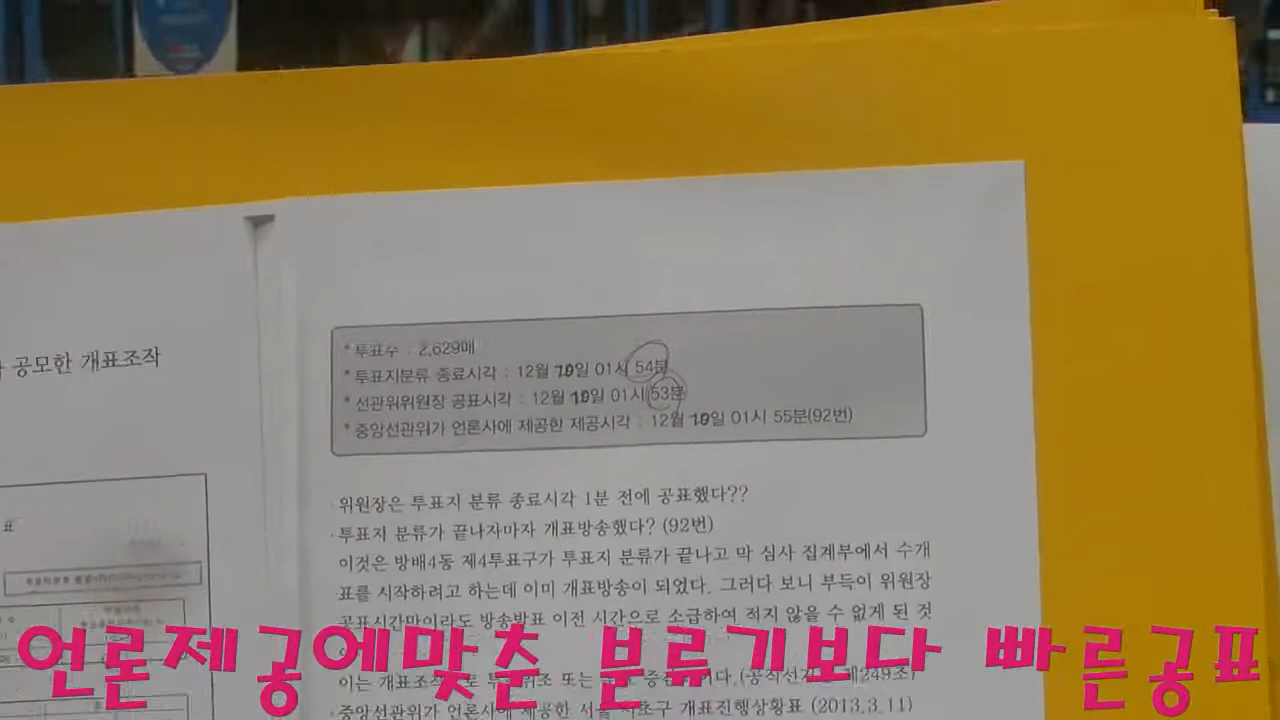 공모한 개표조작
표
* 투표수 : 2,629매
* 투표지분류 종료시각 : 12월 19일 01시 54분
* 선관위위원장 공표시각 : 12월 19일 01시 53분
* 중앙선관위가 언론사에 제공한 제공시각 : 12월 19일 01시 55분(92번)
· 위원장은 투표지 분류 종료시각 1분 전에 공표했다??
· 투표지 분류가 끝나자마자 개표방송했다? (92번)
이것은 방배4동 제4투표구가 투표지 분류가 끝나고 막 심사 집계부에서 수개
표를 시작하려고 하는데 이미 개표방송이 되었다. 그러다 보니 부득이 위원장
공표시간만이라도 방송발표 이전 시간으로 소급하여 적지 않을 수 없게 된 것
언론제공에맞춘 분류기보다 빠른공표
이는 개표조작 또는
중앙선관위가 언론사에 제공한 서울 서초구 개표진행상황표 (2013.3.11)